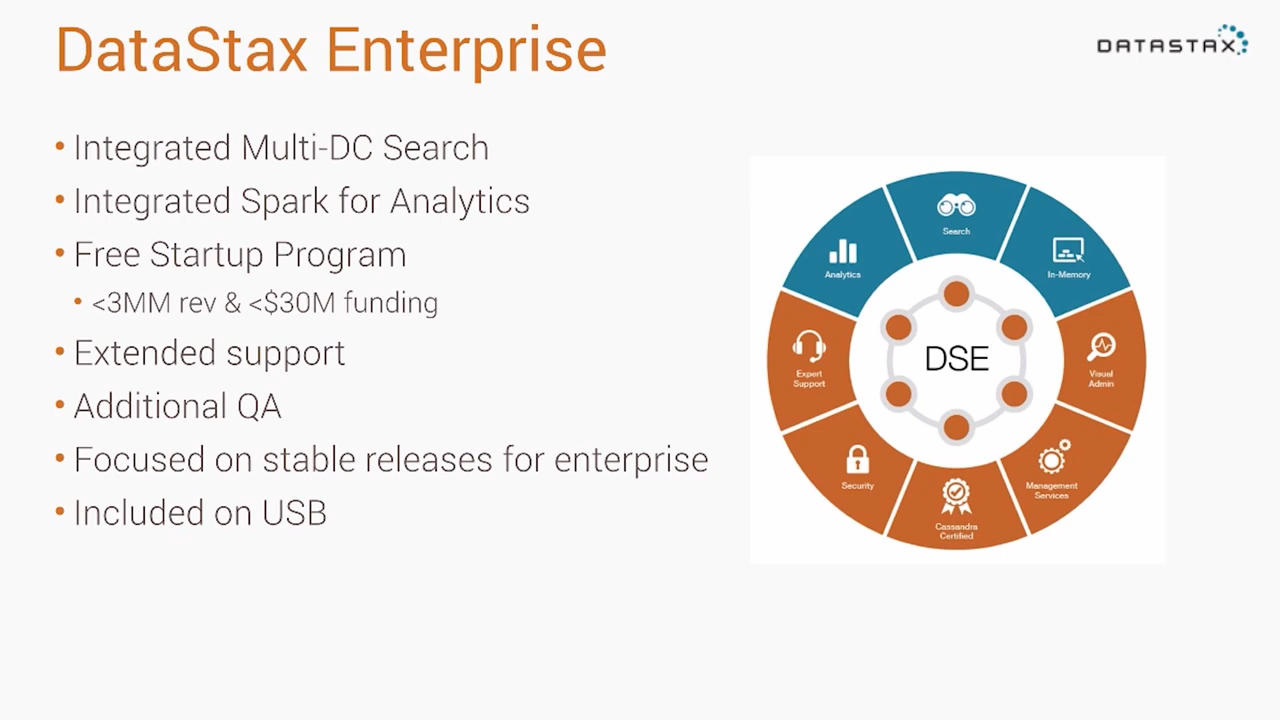 DataStax Enterprise
DATASTAX
• Integrated Multi-DC Search
• Integrated Spark for Analytics
• Free Startup Program
• <3MM rev & <$30M funding
• Extended support
• Additional QA
• Focused on stable releases for enterprise
• Included on USB
Search
Analytics
In-Memory
Expert
Support
DSE
Visual
Admin
Security
Management
Services
Cassandra
Certified